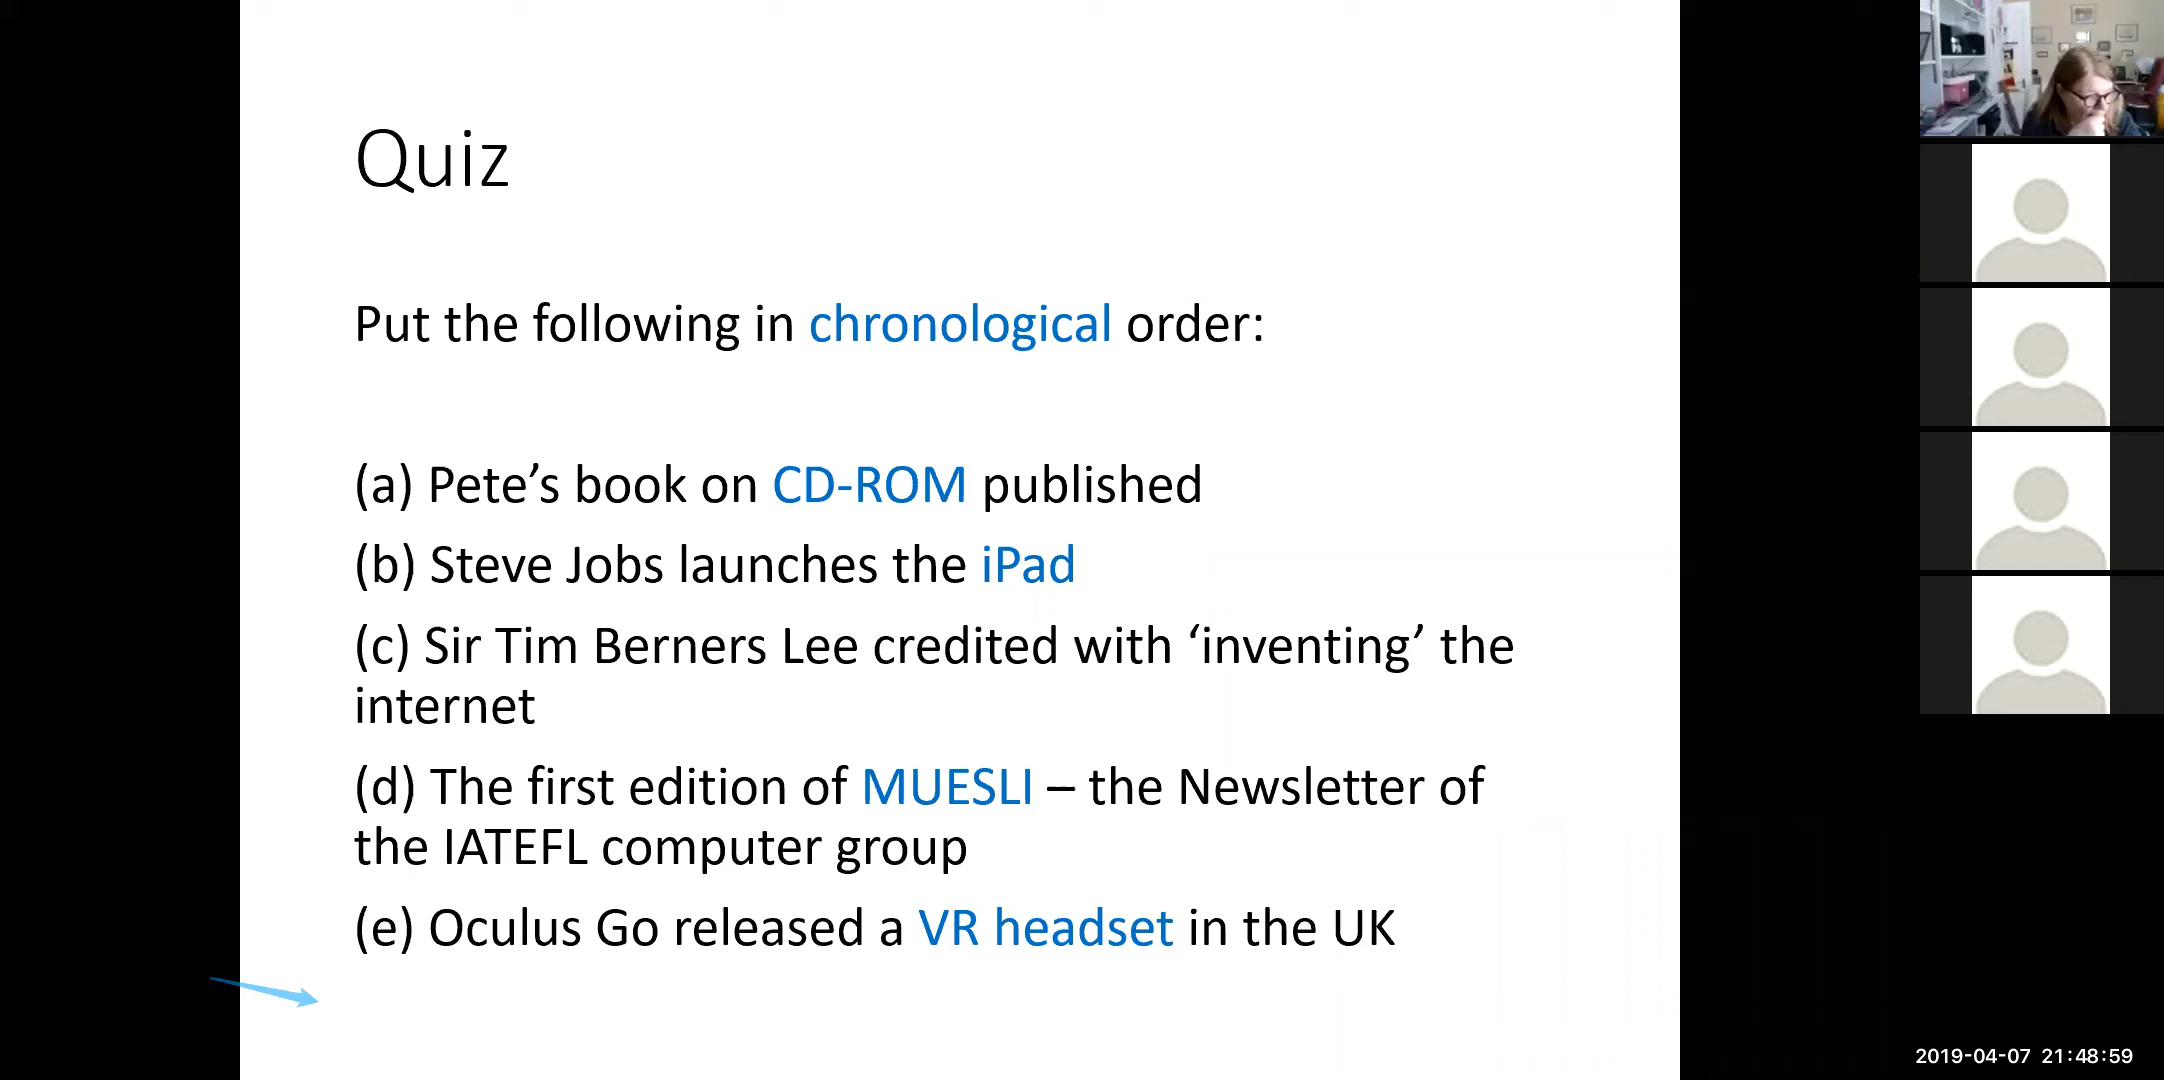 Quiz
Put the following in chronological order:
(a) Pete’s book on CD-ROM published
(b) Steve Jobs launches the iPad
(c) Sir Tim Berners Lee credited with ‘inventing’ the
internet
(d) The first edition of MUESLI – the Newsletter of
the IATEFL computer group
(e) Oculus Go released a VR headset in the UK
2019-04-07 21:48:59